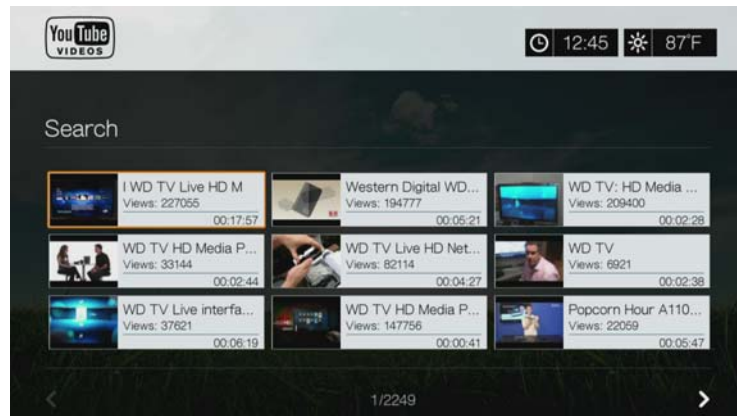 You Tube
VIDEOS
12:45
87°F
Search
I WD TV Live HD M
Views: 227055
00:17:57
Western Digital WD...
Views: 194777
00:05:21
WD TV: HD Media ...
Views: 209400
00:02:28
WD TV HD Media P...
Views: 33144
00:02:44
WD TV Live HD Net...
Views: 82114
00:04:27
WD TV
Views: 6921
00:02:38
WD TV Live interfa...
Views: 37621
00:06:19
WD TV HD Media P...
Views: 147756
00:00:41
Popcorn Hour A110...
Views: 22059
00:05:47
1/2249